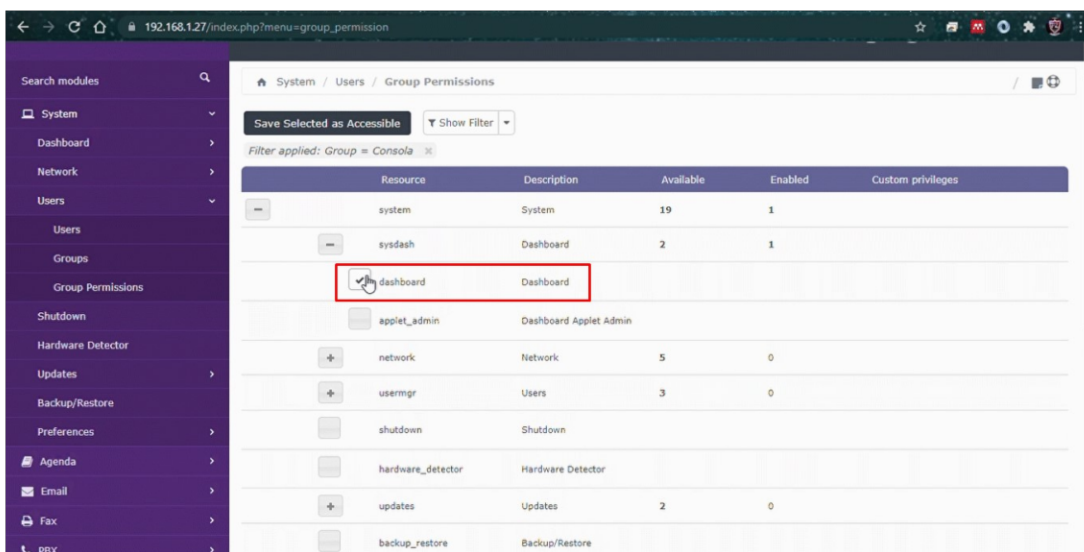 192.168.1.27/index.php?menu=group_permission
Search modules
System
Dashboard
Network
Users
Users
Groups
Group Permissions
Shutdown
Hardware Detector
Updates
Backup/Restore
Preferences
Agenda
Email
Fax
PBX
System / Users / Group Permissions /
Save Selected as Accessible Show Filter
Filter applied: Group = Consola ×
Resource Description Available Enabled Custom privileges
system System 19 1
sysdash Dashboard 2 1
dashboard Dashboard
applet_admin Dashboard Applet Admin
network Network 5 0
usermgr Users 3 0
shutdown Shutdown
hardware_detector Hardware Detector
updates Updates 2 0
backup_restore Backup/Restore